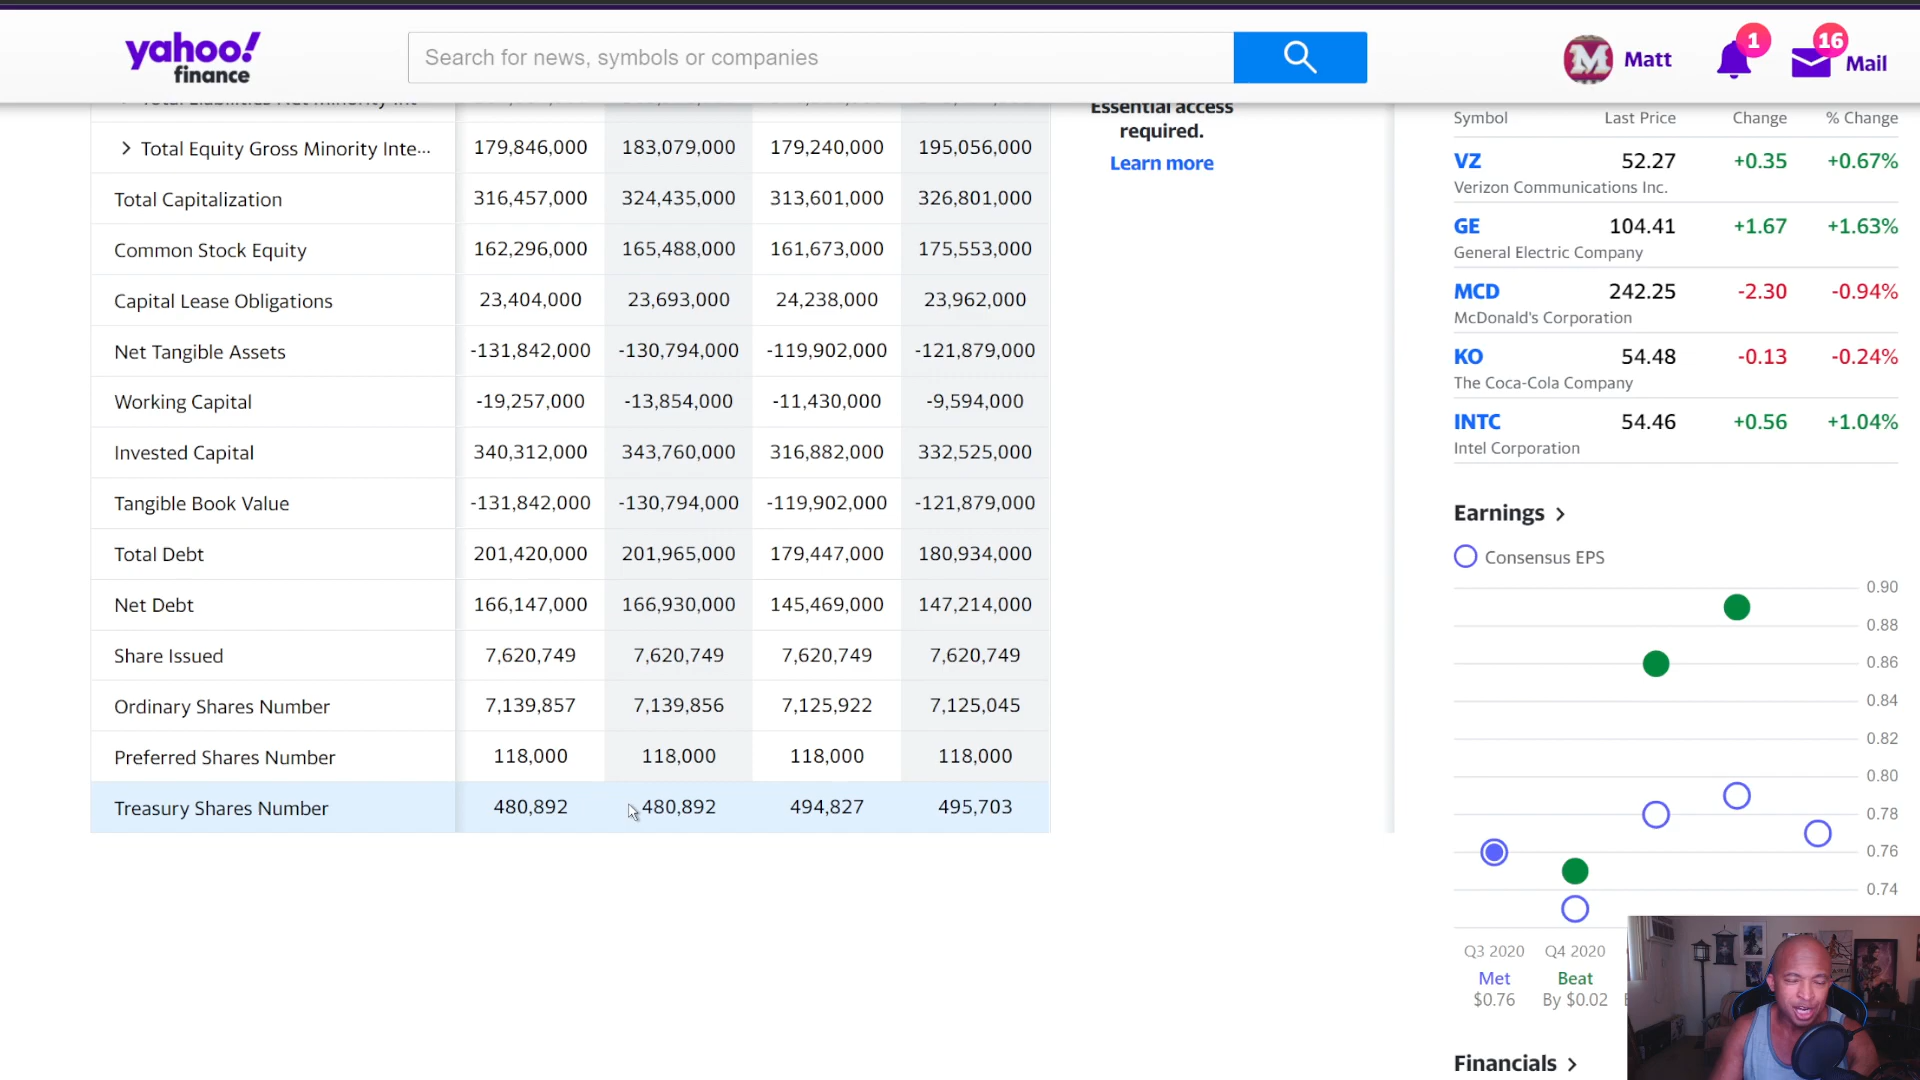 yahoo!
finance
Search for news, symbols or companies
Matt
1
16
Mail
Total Liabilities Net Minority Int
Total Equity Gross Minority Inte... 179,846,000 183,079,000 179,240,000 195,056,000
Total Capitalization 316,457,000 324,435,000 313,601,000 326,801,000
Common Stock Equity 162,296,000 165,488,000 161,673,000 175,553,000
Capital Lease Obligations 23,404,000 23,693,000 24,238,000 23,962,000
Net Tangible Assets -131,842,000 -130,794,000 -119,902,000 -121,879,000
Working Capital -19,257,000 -13,854,000 -11,430,000 -9,594,000
Invested Capital 340,312,000 343,760,000 316,882,000 332,525,000
Tangible Book Value -131,842,000 -130,794,000 -119,902,000 -121,879,000
Total Debt 201,420,000 201,965,000 179,447,000 180,934,000
Net Debt 166,147,000 166,930,000 145,469,000 147,214,000
Share Issued 7,620,749 7,620,749 7,620,749 7,620,749
Ordinary Shares Number 7,139,857 7,139,856 7,125,922 7,125,045
Preferred Shares Number 118,000 118,000 118,000 118,000
Treasury Shares Number 480,892 480,892 494,827 495,703
Essential access
required.
Learn more
Symbol Last Price Change % Change
VZ 52.27 +0.35 +0.67%
Verizon Communications Inc.
GE 104.41 +1.67 +1.63%
General Electric Company
MCD 242.25 -2.30 -0.94%
McDonald's Corporation
KO 54.48 -0.13 -0.24%
The Coca-Cola Company
INTC 54.46 +0.56 +1.04%
Intel Corporation
Earnings
Consensus EPS
0.90
0.88
0.86
0.84
0.82
0.80
0.78
0.76
0.74
Q3 2020 Q4 2020
Met Beat
$0.76 By $0.02
Financials